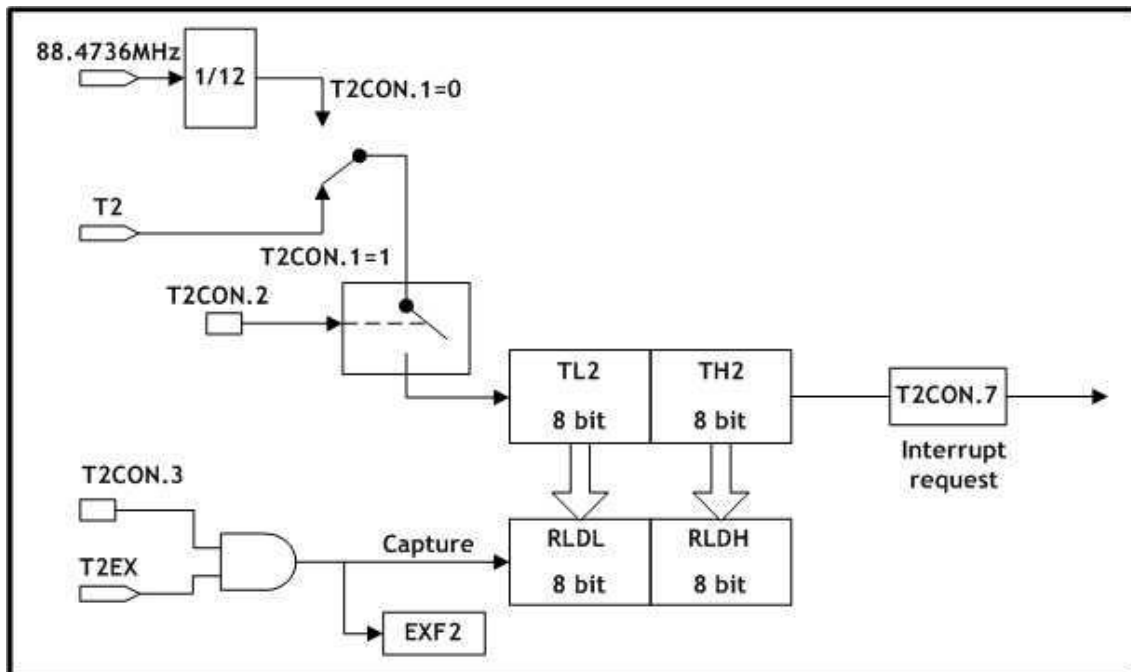 88.4736MHz
1/12
T2CON.1=0
T2
T2CON.1=1
T2CON.2
TL2
8 bit
TH2
8 bit
T2CON.7
Interrupt
request
T2CON.3
T2EX
Capture
RLDL
8 bit
RLDH
8 bit
EXF2